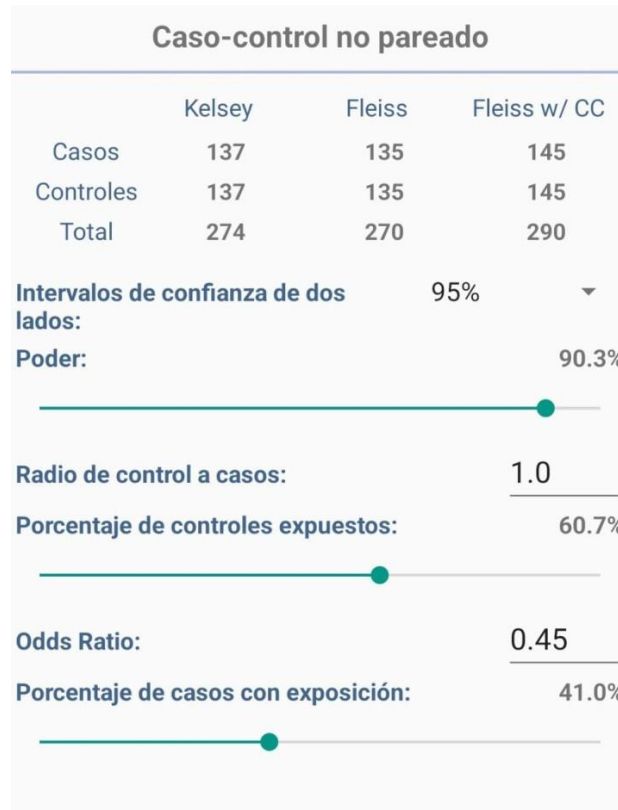 Caso-control no pareado
Kelsey Fleiss Fleiss w/ CC
Casos 137 135 145
Controles 137 135 145
Total 274 270 290
Intervalos de confianza de dos 95%
lados:
Poder: 90.3%
Radio de control a casos: 1.0
Porcentaje de controles expuestos: 60.7%
Odds Ratio: 0.45
Porcentaje de casos con exposición: 41.0%